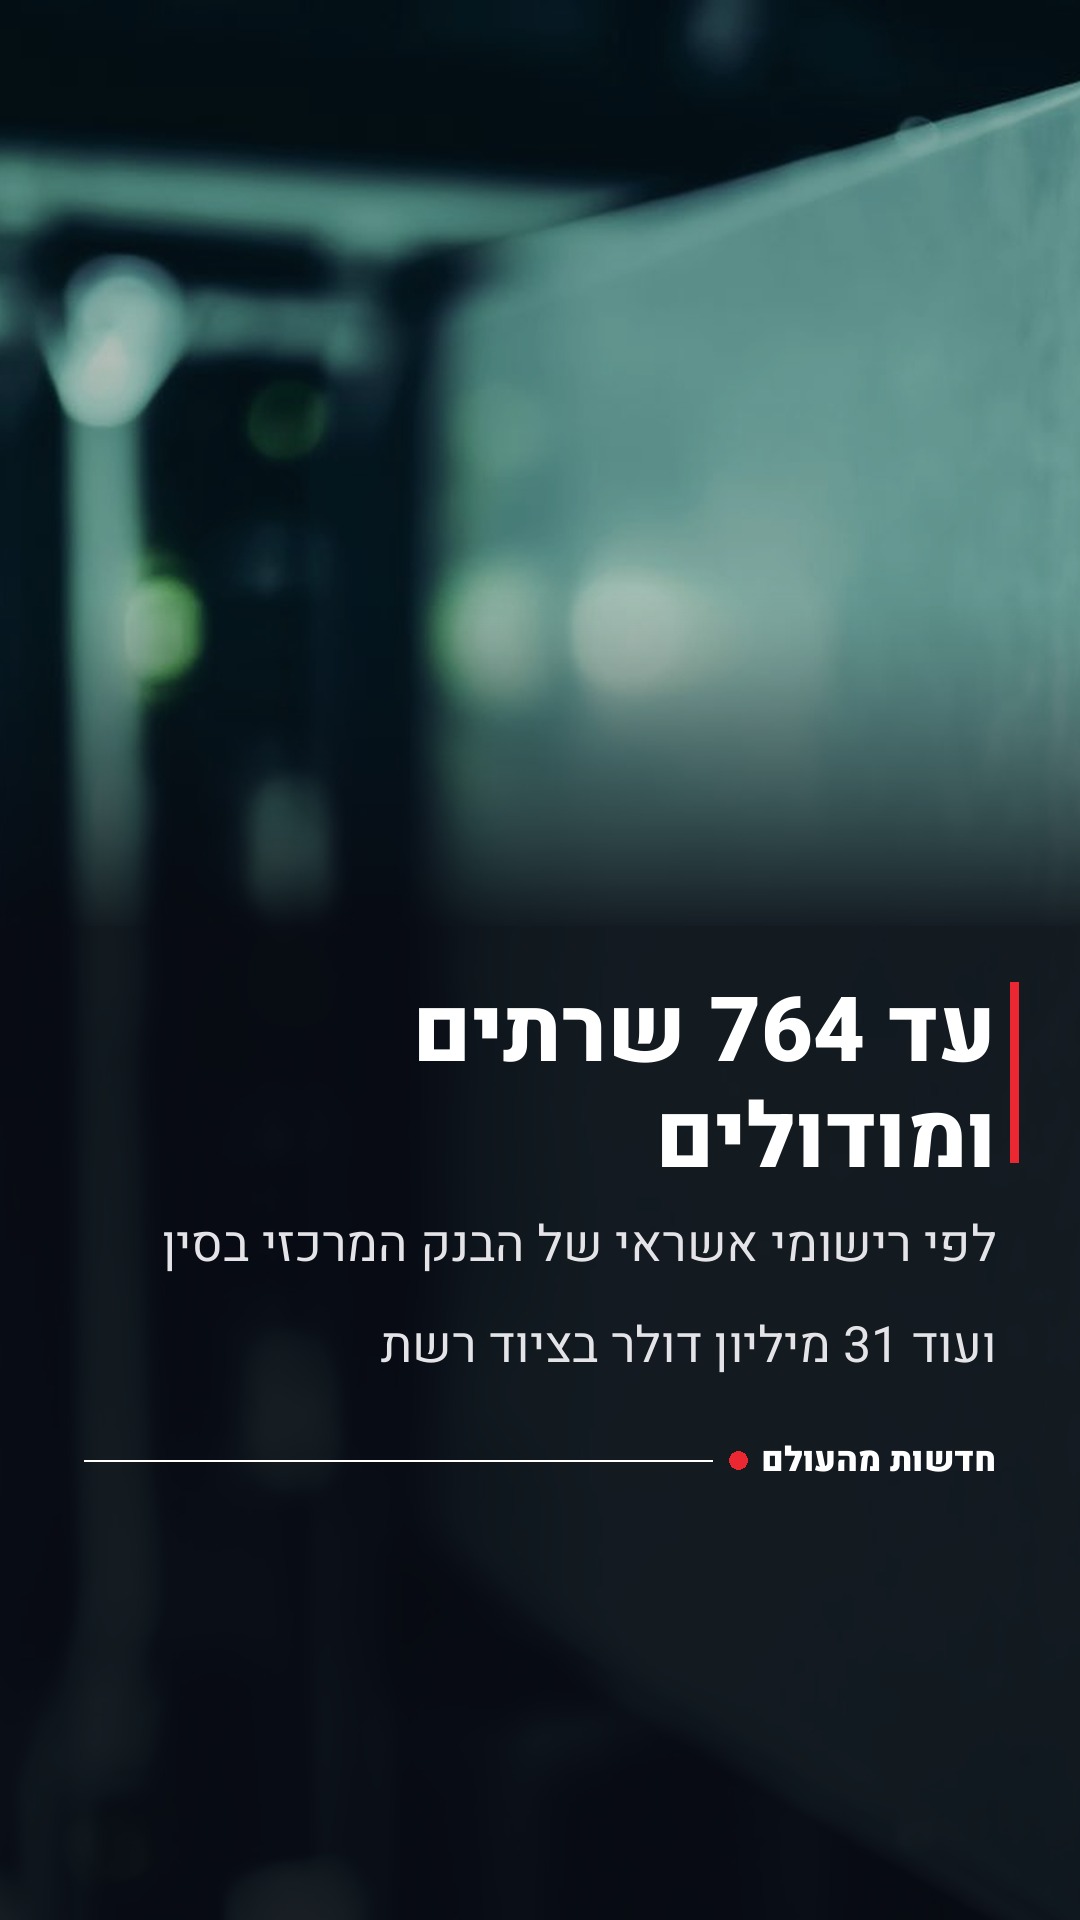 עד 764 שרתים
ומודולים
לפי רישומי אשראי של הבנק המרכזי בסין
ועוד 31 מיליון דולר בציוד רשת
חדשות מהעולם